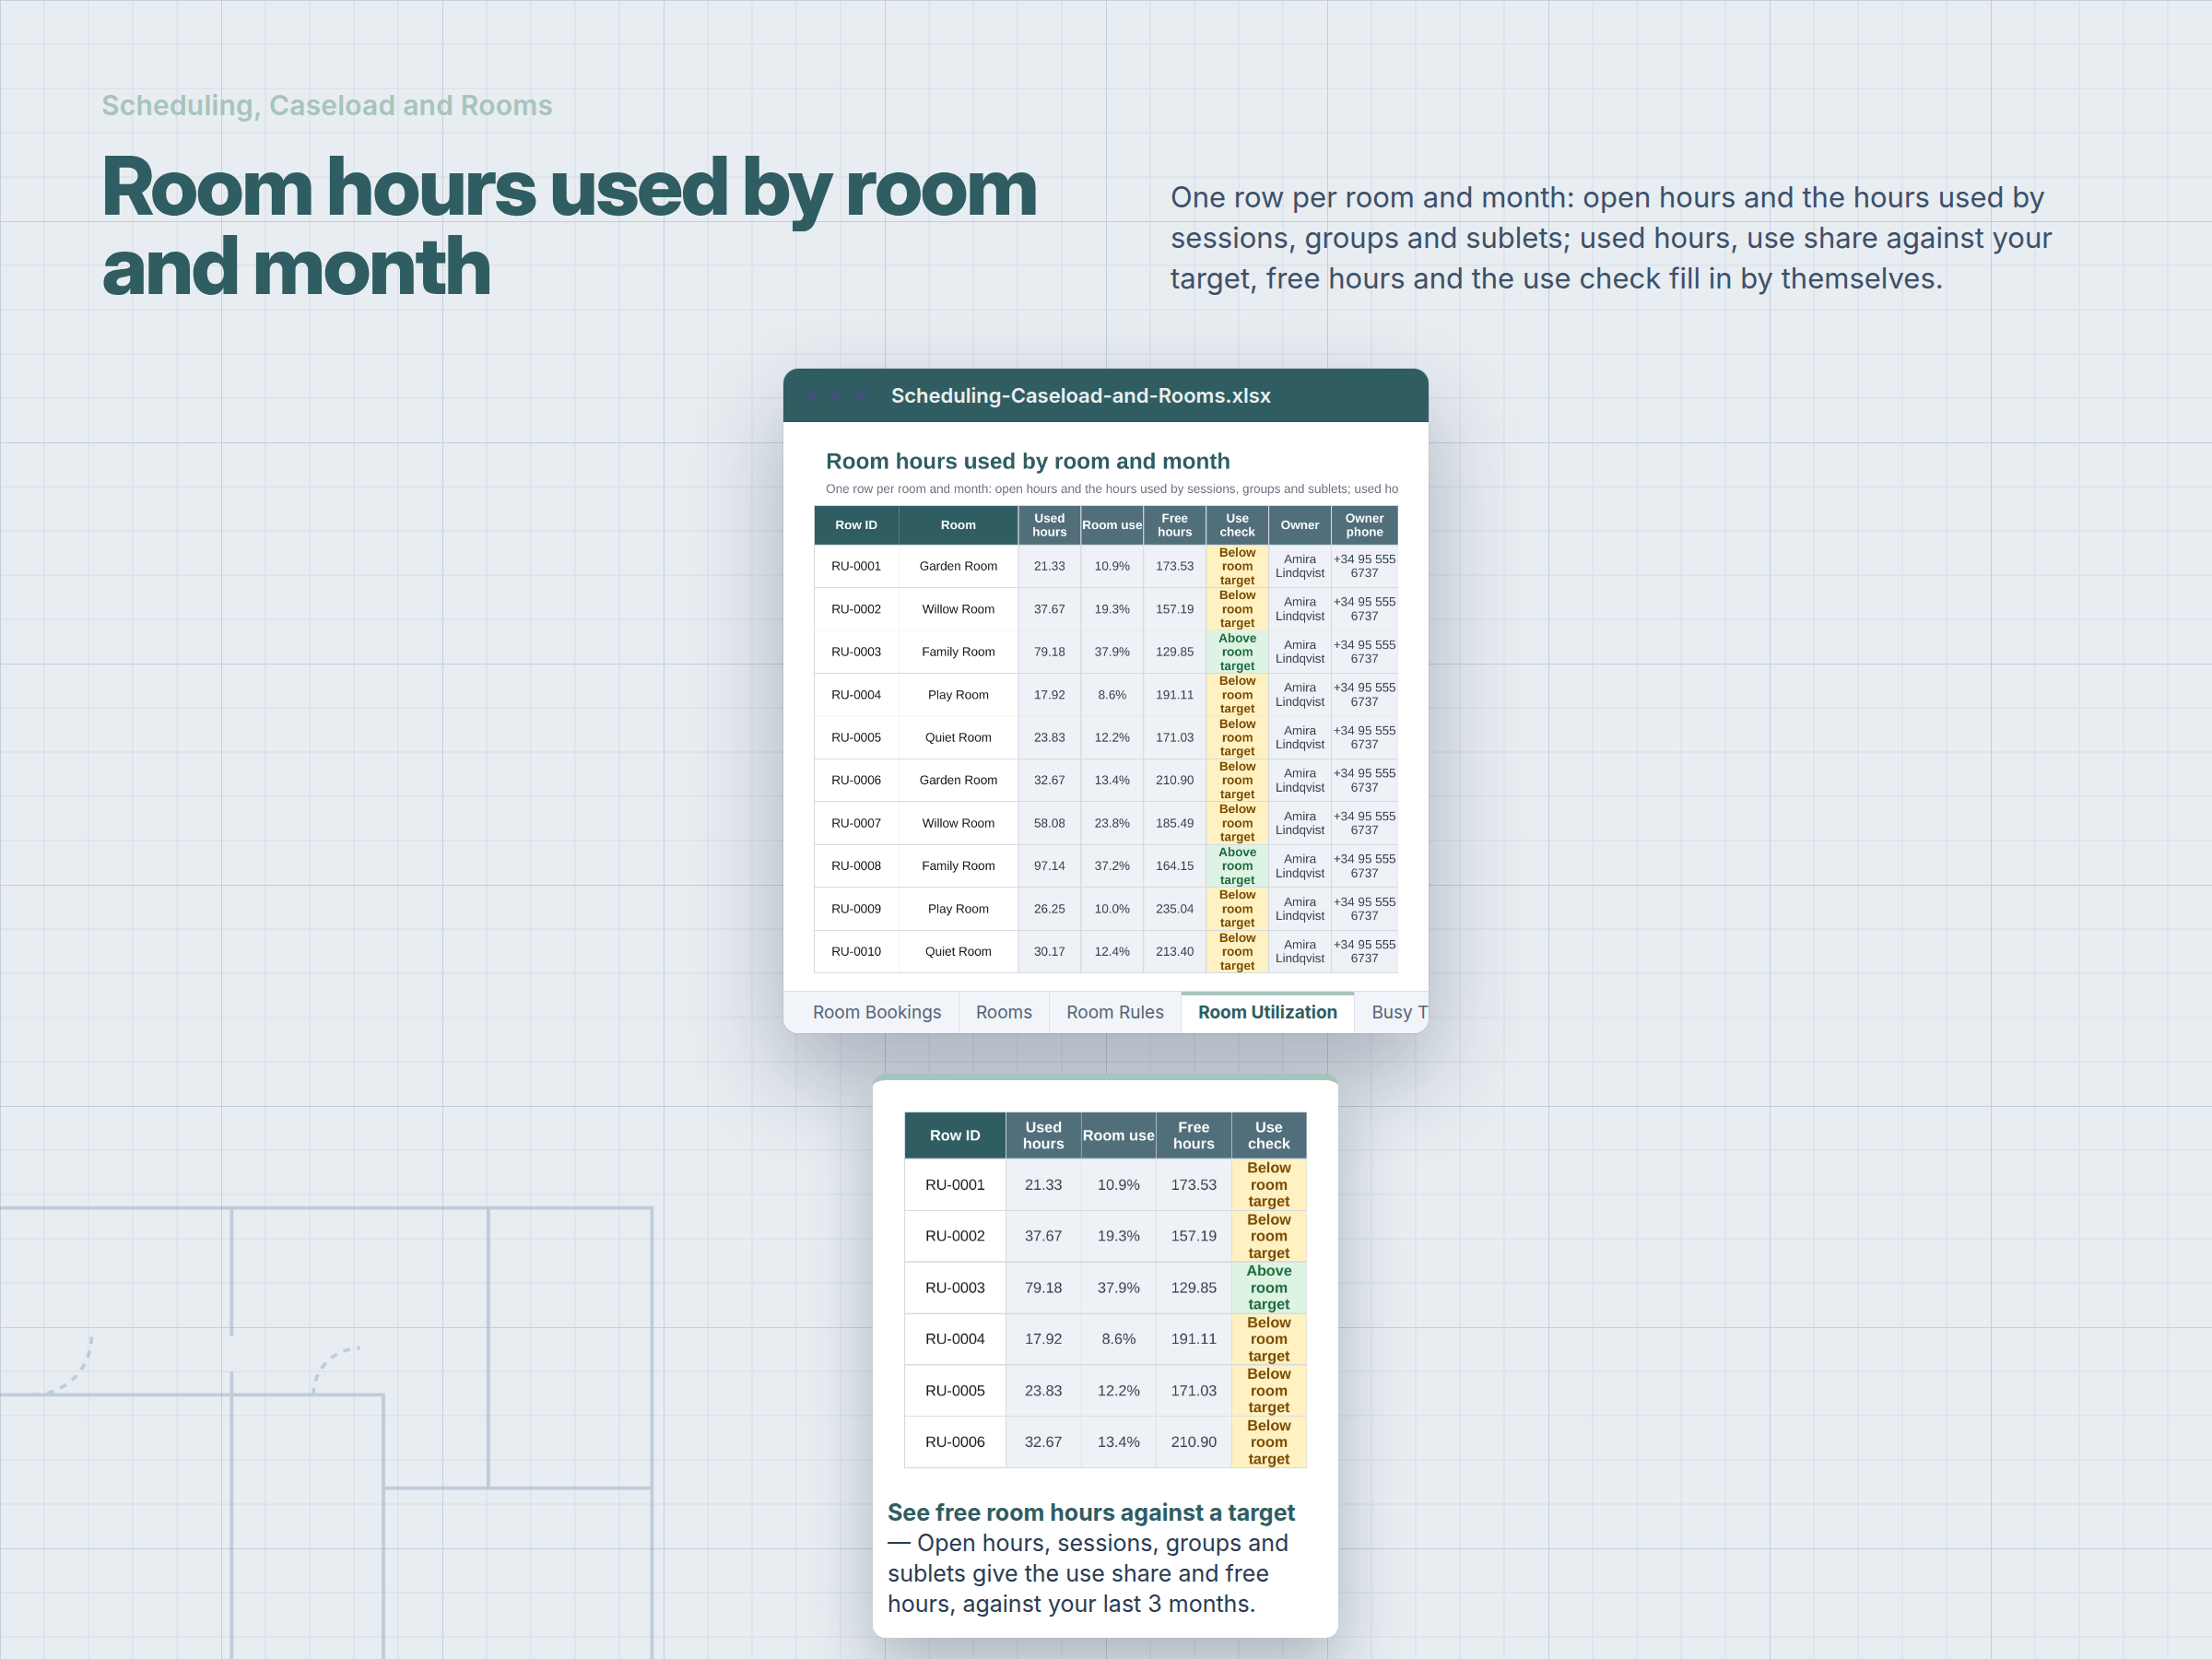 Scheduling, Caseload and Rooms
Room hours used by room
and month
One row per room and month: open hours and the hours used by
sessions, groups and sublets; used hours, use share against your
target, free hours and the use check fill in by themselves.
Scheduling-Caseload-and-Rooms.xlsx
Room hours used by room and month
One row per room and month: open hours and the hours used by sessions, groups and sublets; used ho
Row ID Room Used hours Room use Free hours Use check Owner Owner phone
RU-0001 Garden Room 21.33 10.9% 173.53 Below room target Amira Lindqvist +34 95 555 6737
RU-0002 Willow Room 37.67 19.3% 157.19 Below room target Amira Lindqvist +34 95 555 6737
RU-0003 Family Room 79.18 37.9% 129.85 Above room target Amira Lindqvist +34 95 555 6737
RU-0004 Play Room 17.92 8.6% 191.11 Below room target Amira Lindqvist +34 95 555 6737
RU-0005 Quiet Room 23.83 12.2% 171.03 Below room target Amira Lindqvist +34 95 555 6737
RU-0006 Garden Room 32.67 13.4% 210.90 Below room target Amira Lindqvist +34 95 555 6737
RU-0007 Willow Room 58.08 23.8% 185.49 Below room target Amira Lindqvist +34 95 555 6737
RU-0008 Family Room 97.14 37.2% 164.15 Above room target Amira Lindqvist +34 95 555 6737
RU-0009 Play Room 26.25 10.0% 235.04 Below room target Amira Lindqvist +34 95 555 6737
RU-0010 Quiet Room 30.17 12.4% 213.40 Below room target Amira Lindqvist +34 95 555 6737
Room Bookings Rooms Room Rules Room Utilization Busy T
Row ID Used hours Room use Free hours Use check
RU-0001 21.33 10.9% 173.53 Below room target
RU-0002 37.67 19.3% 157.19 Below room target
RU-0003 79.18 37.9% 129.85 Above room target
RU-0004 17.92 8.6% 191.11 Below room target
RU-0005 23.83 12.2% 171.03 Below room target
RU-0006 32.67 13.4% 210.90 Below room target
See free room hours against a target
— Open hours, sessions, groups and
sublets give the use share and free
hours, against your last 3 months.